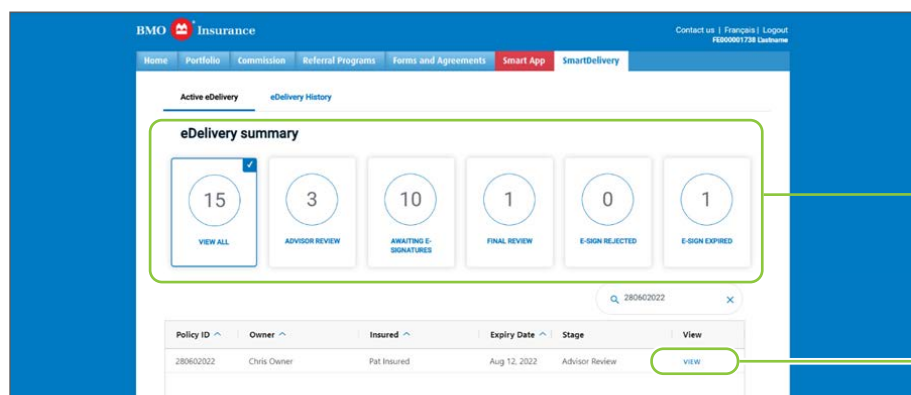 BMO Insurance
Contact us | Français | Logout
FE000001738 Lastname
Home Portfolio Commission Referral Programs Forms and Agreements Smart App SmartDelivery
Active eDelivery eDelivery History
eDelivery summary
15 3 10 1 0 1
VIEW ALL ADVISOR REVIEW AWAITING E-SIGNATURES FINAL REVIEW E-SIGN REJECTED E-SIGN EXPIRED
280602022
Policy ID Owner Insured Expiry Date Stage View
280602022 Chris Owner Pat Insured Aug 12, 2022 Advisor Review VIEW